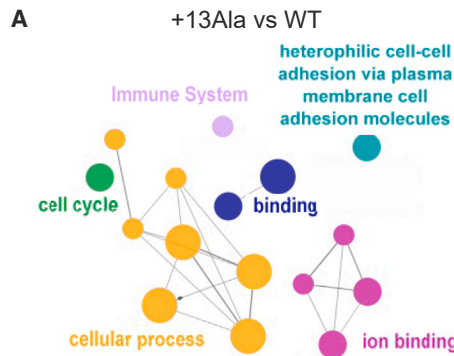 A
+13Ala vs WT
heterophilic cell-cell
adhesion via plasma
membrane cell
adhesion molecules
Immune System
cell cycle
binding
cellular process
ion binding